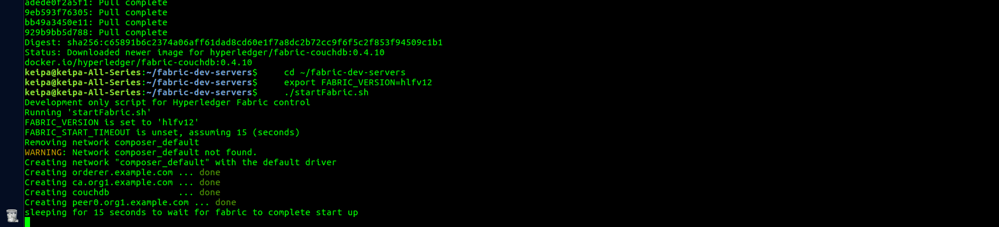 adede0f2a5f1: Pull complete
9eb593f76305: Pull complete
bb49a3450e11: Pull complete
929b9bb5d788: Pull complete
Digest: sha256:c65891b6c2374a06aff61dad8cd60e1f7a8dc2b72cc9f6f5c2f853f94509c1b1
Status: Downloaded newer image for hyperledger/fabric-couchdb:0.4.10
docker.io/hyperledger/fabric-couchdb:0.4.10
keipa@keipa-All-Series:~/fabric-dev-servers$     cd ~/fabric-dev-servers
keipa@keipa-All-Series:~/fabric-dev-servers$     export FABRIC_VERSION=hlfv12
keipa@keipa-All-Series:~/fabric-dev-servers$     ./startFabric.sh
Development only script for Hyperledger Fabric control
Running 'startFabric.sh'
FABRIC_VERSION is set to 'hlfv12'
FABRIC_START_TIMEOUT is unset, assuming 15 (seconds)
Removing network composer_default
WARNING: Network composer_default not found.
Creating network "composer_default" with the default driver
Creating orderer.example.com ... done
Creating ca.org1.example.com ... done
Creating couchdb             ... done
Creating peer0.org1.example.com ... done
sleeping for 15 seconds to wait for fabric to complete start up